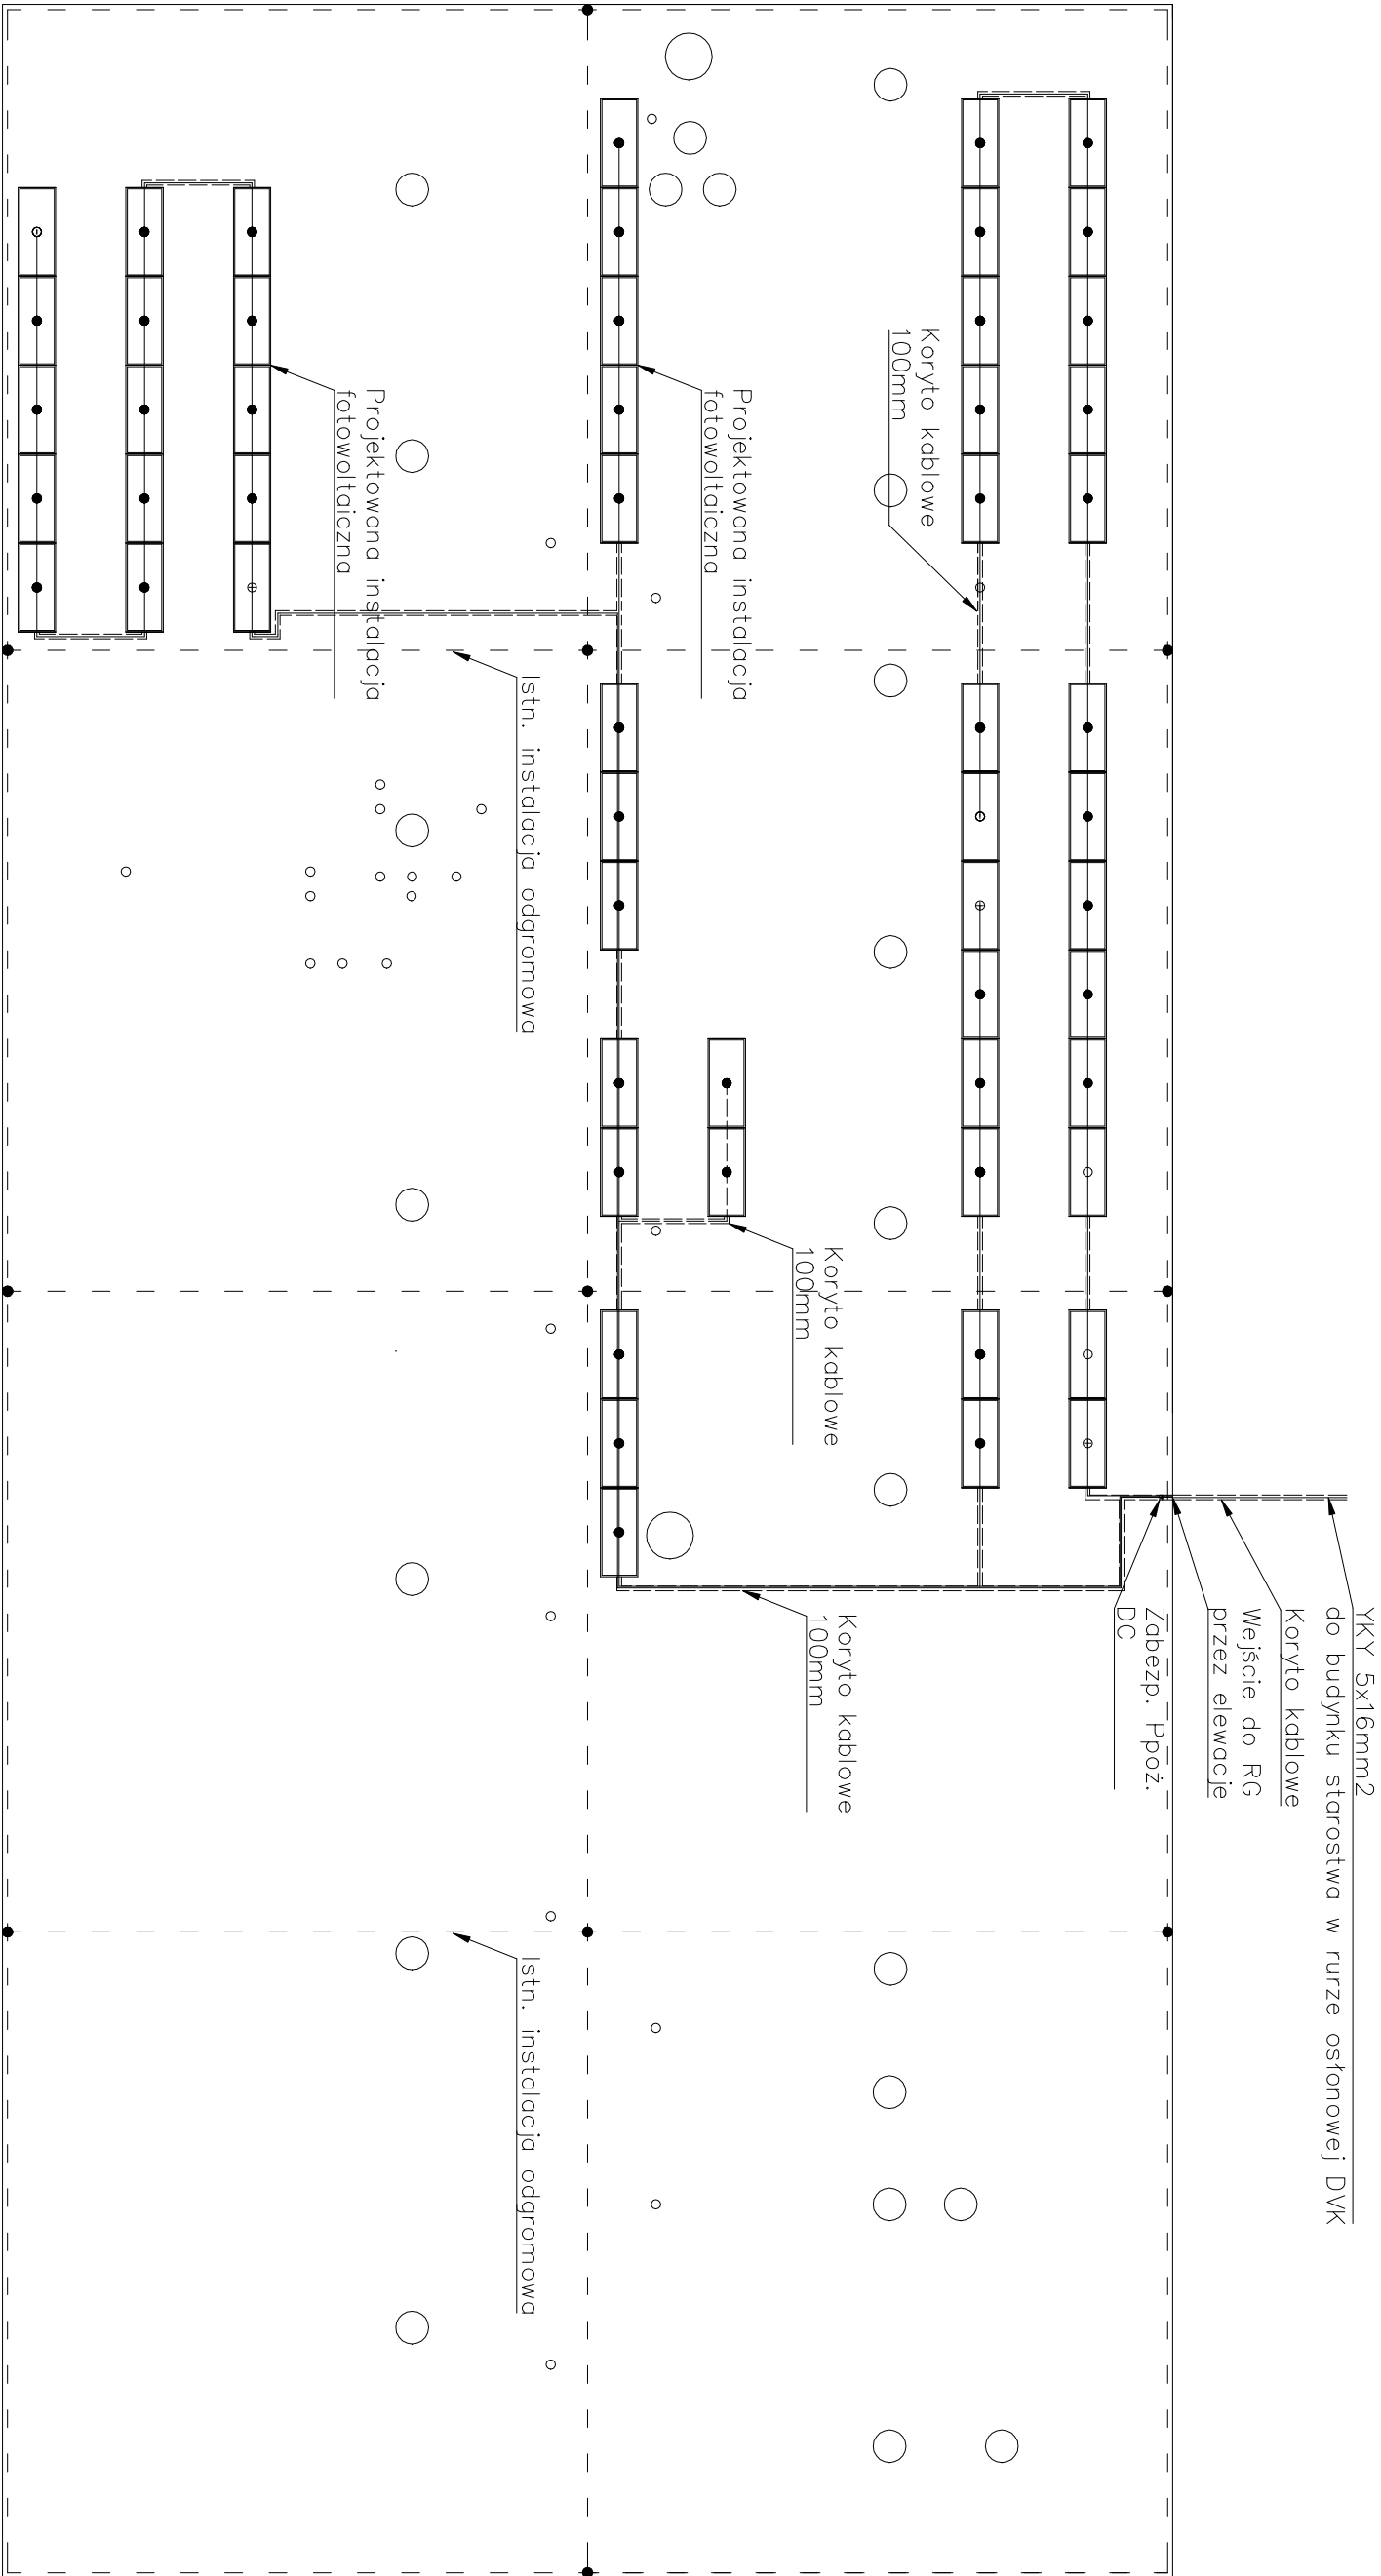 YKY 5x16mm2
do budynku starostwa w rurze osłonowej DVK
Koryto kablowe
Wejście do RG
przez elewacje
Zabezp. Ppoż.
DC
Koryto kablowe
100mm
Koryto kablowe
100mm
Koryto kablowe
100mm
Projektowana instalacja
fotowoltaiczna
Projektowana instalacja
fotowoltaiczna
Istn. instalacja odgromowa
Istn. instalacja odgromowa